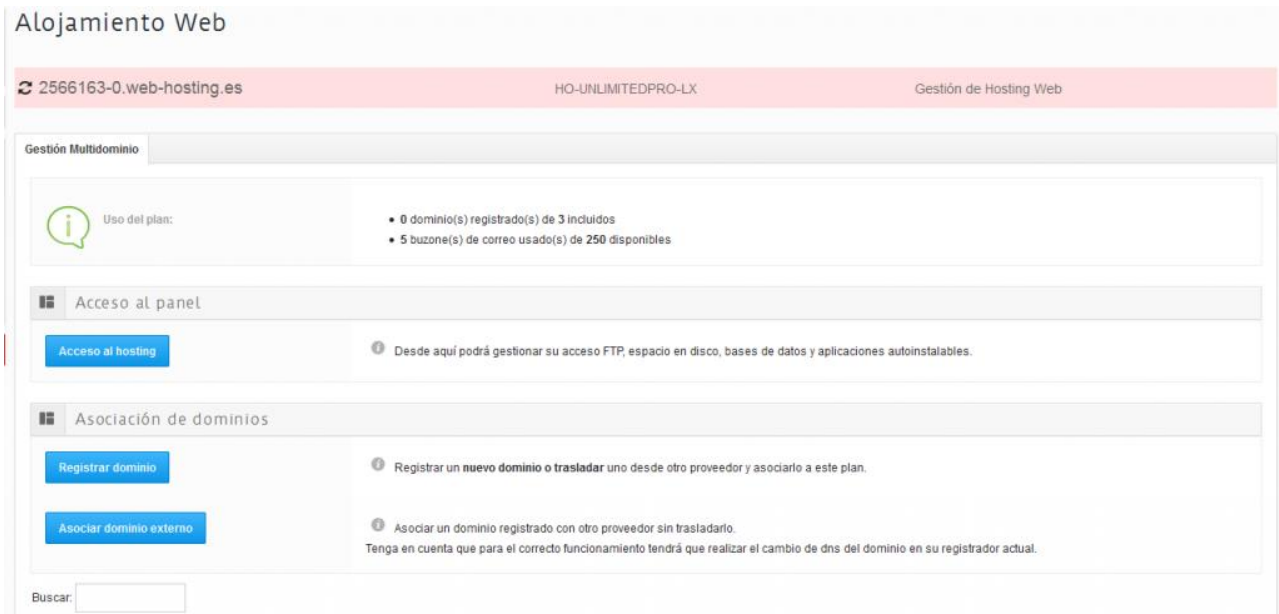 Alojamiento Web
2566163-0.web-hosting.es HO-UNLIMITEDPRO-LX Gestión de Hosting Web
Gestión Multidominio
Uso del plan:
• 0 dominio(s) registrado(s) de 3 incluidos
• 5 buzone(s) de correo usado(s) de 250 disponibles
Acceso al panel
Acceso al hosting
Desde aquí podrá gestionar su acceso FTP, espacio en disco, bases de datos y aplicaciones autoinstalables.
Asociación de dominios
Registrar dominio
Registrar un nuevo dominio o trasladar uno desde otro proveedor y asociarlo a este plan.
Asociar dominio externo
Asociar un dominio registrado con otro proveedor sin trasladarlo.
Tenga en cuenta que para el correcto funcionamiento tendrá que realizar el cambio de dns del dominio en su registrador actual.
Buscar: